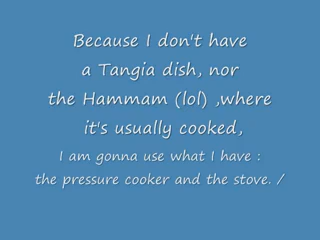 Because I don't have
a Tangia dish, nor
the Hammam (lol) ,where
it's usually cooked,
I am gonna use what I have :
the pressure cooker and the stove. /